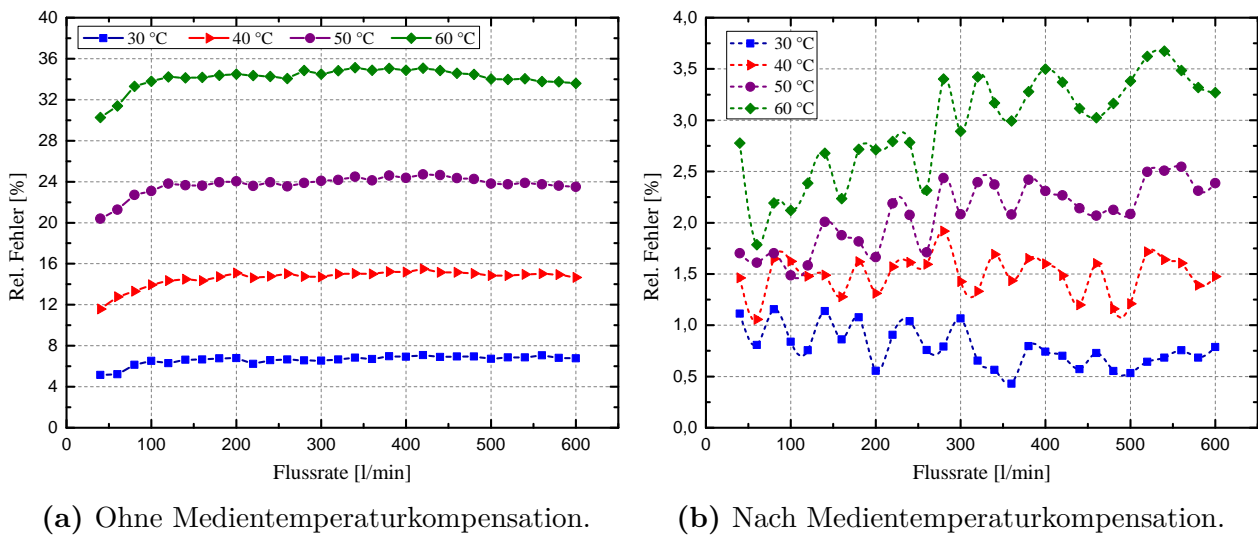 40
36
32
28
24
20
16
12
8
4
0
Rel. Fehler [%]
30 °C 40 °C 50 °C 60 °C
0 100 200 300 400 500 600
Flussrate [l/min]
(a) Ohne Medientemperaturkompensation.
4,0
3,5
3,0
2,5
2,0
1,5
1,0
0,5
0,0
Rel. Fehler [%]
30 °C
40 °C
50 °C
60 °C
0 100 200 300 400 500 600
Flussrate [l/min]
(b) Nach Medientemperaturkompensation.